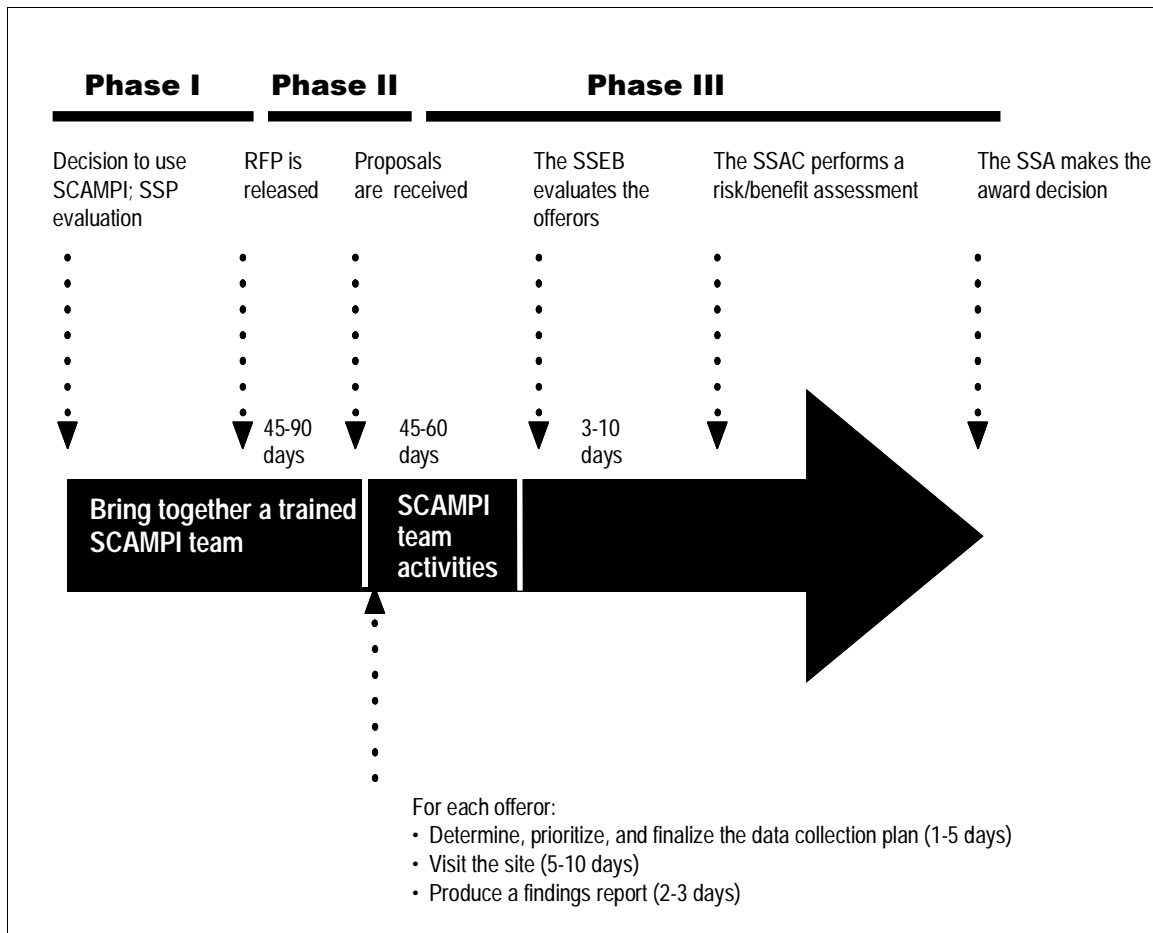 Phase I
Phase II
Phase III
Decision to use
SCAMPI; SSP
evaluation
RFP is
released
Proposals
are received
The SSEB
evaluates the
offerors
The SSAC performs a
risk/benefit assessment
The SSA makes the
award decision
45-90
days
45-60
days
3-10
days
Bring together a trained
SCAMPI team
SCAMPI
team
activities
For each offeror:
• Determine, prioritize, and finalize the data collection plan (1-5 days)
• Visit the site (5-10 days)
• Produce a findings report (2-3 days)